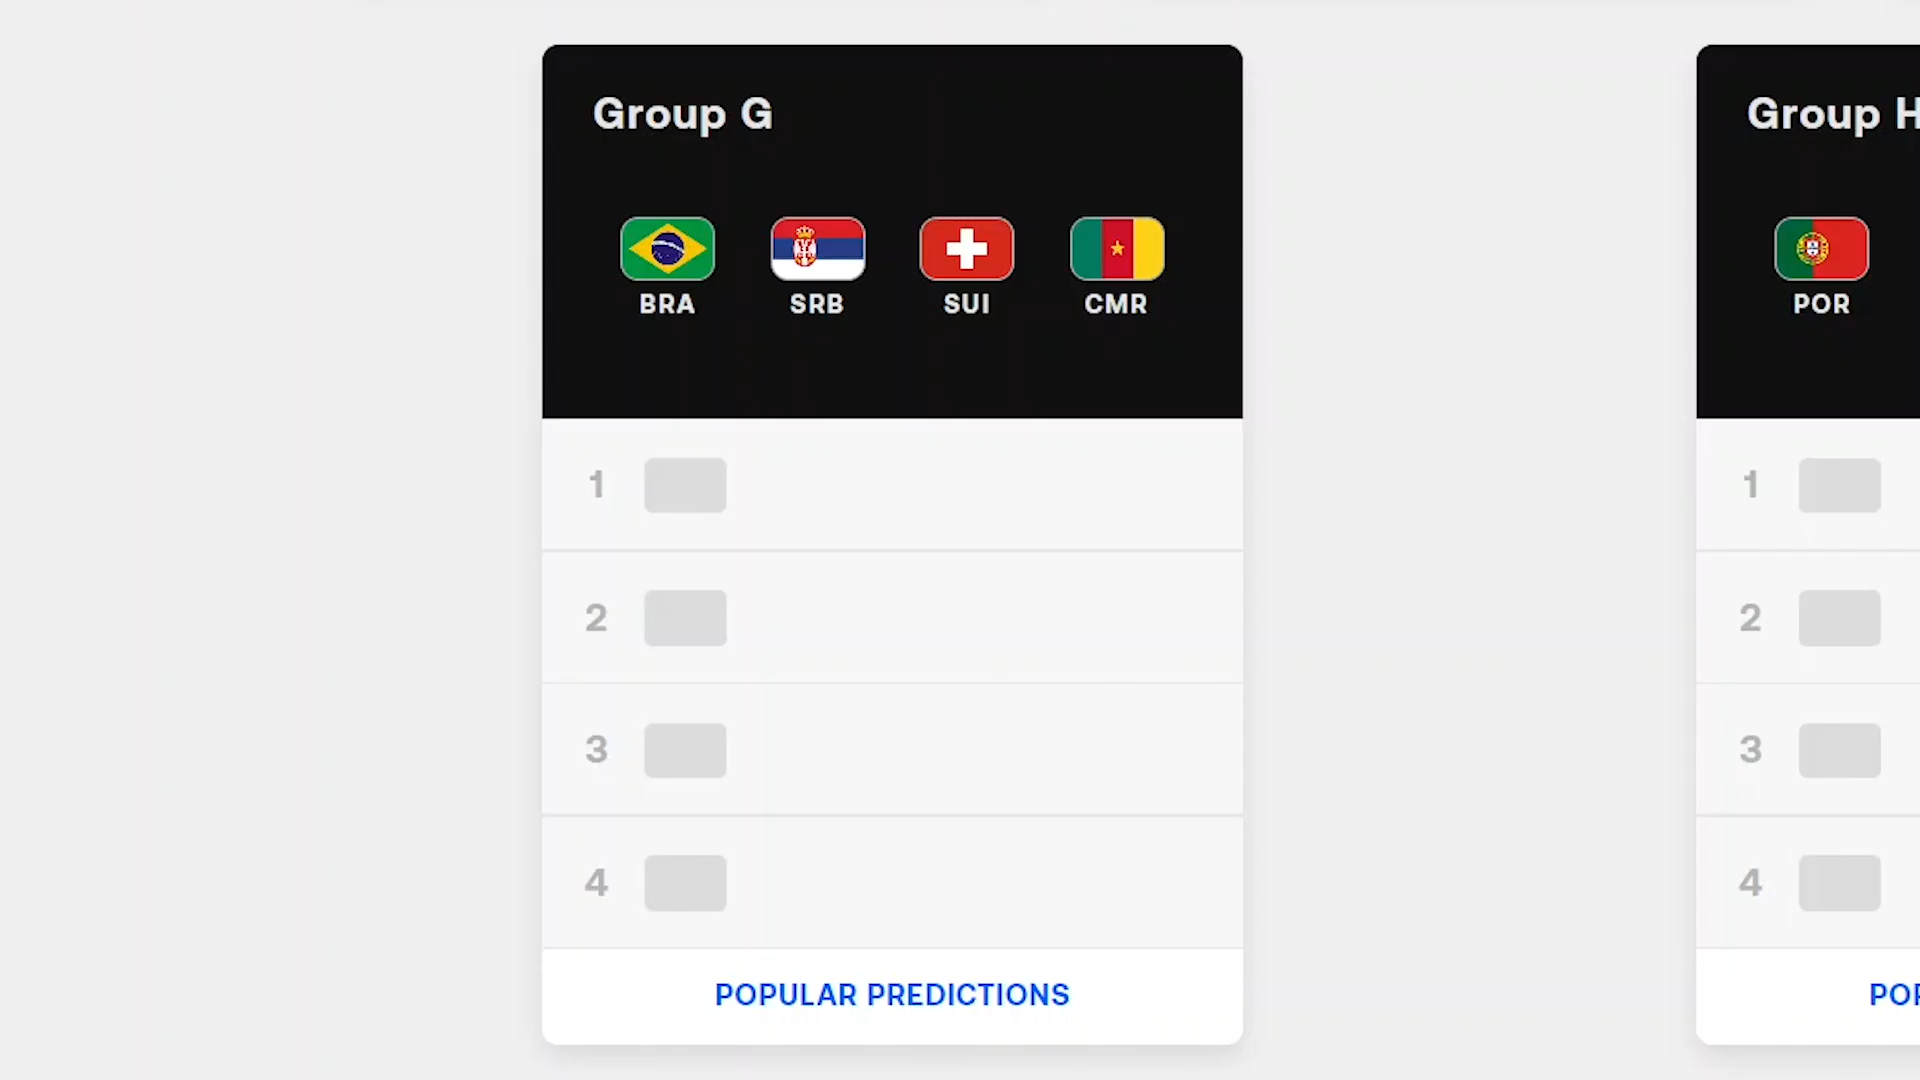 Group G
BRA SRB SUI CMR
1
2
3
4
POPULAR PREDICTIONS
Group H
POR
1
2
3
4